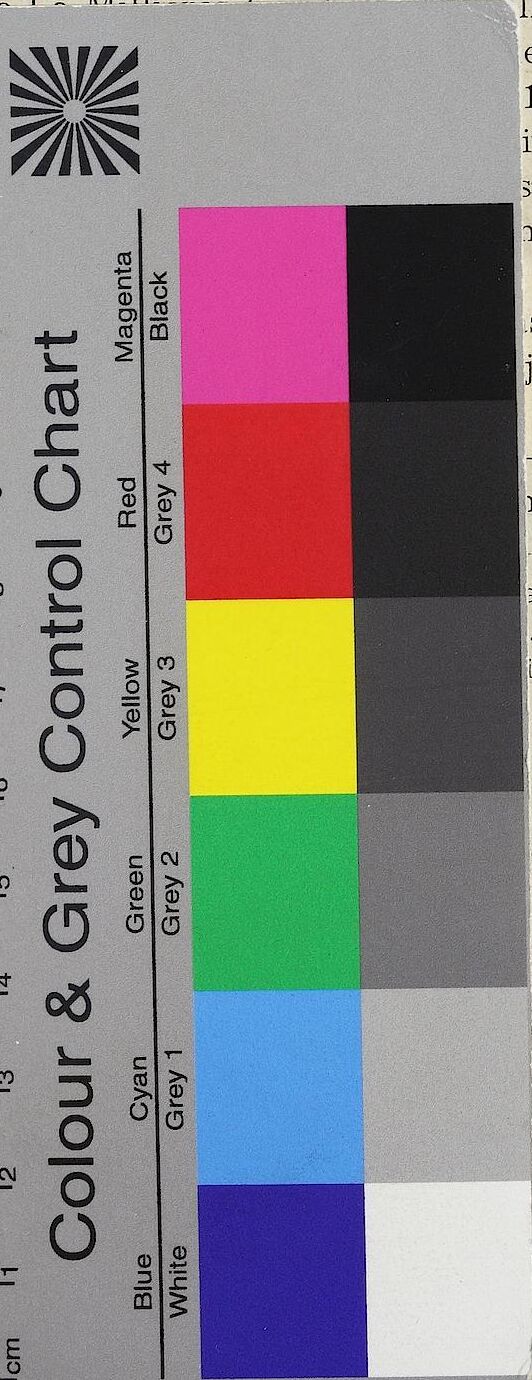 Colour & Grey Control Chart
Blue Cyan Green Yellow Red Magenta
White Grey 1 Grey 2 Grey 3 Grey 4 Black
cm 11 12 13 14 15 16 17